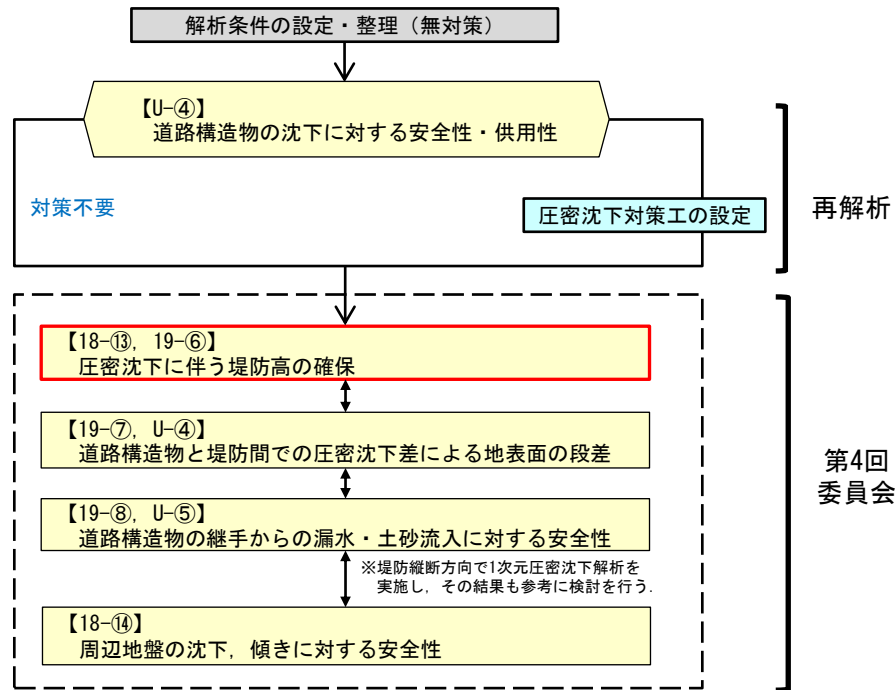 解析条件の設定・整理（無対策）
【U-④】
道路構造物の沈下に対する安全性・供用性
対策不要
圧密沈下対策工の設定
再解析
【18-⑬，19-⑥】
圧密沈下に伴う堤防高の確保
【19-⑦，U-④】
道路構造物と堤防間での圧密沈下差による地表面の段差
【19-⑧，U-⑤】
道路構造物の継手からの漏水・土砂流入に対する安全性
※堤防縦断方向で1次元圧密沈下解析を
実施し，その結果も参考に検討を行う.
【18-⑭】
周辺地盤の沈下，傾きに対する安全性
第4回
委員会